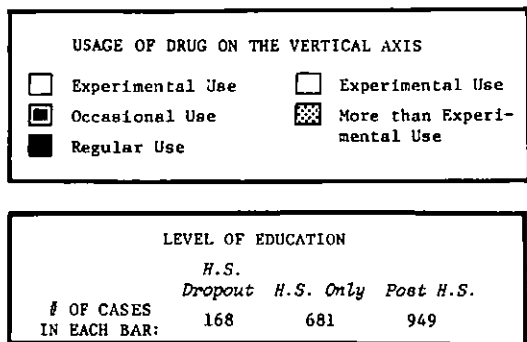 USAGE OF DRUG ON THE VERTICAL AXIS
Experimental Use
Occasional Use
Regular Use
Experimental Use
More than Experi-
mental Use
LEVEL OF EDUCATION
H.S.
Dropout H.S. Only Post H.S.
# OF CASES
IN EACH BAR: 168 681 949